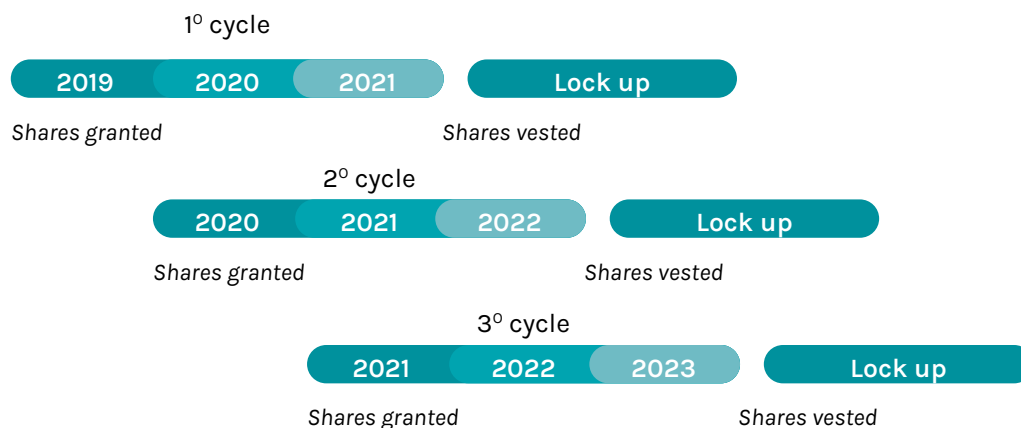 1º cycle
2019 2020 2021 Lock up
Shares granted Shares vested
2º cycle
2020 2021 2022 Lock up
Shares granted Shares vested
3º cycle
2021 2022 2023 Lock up
Shares granted Shares vested